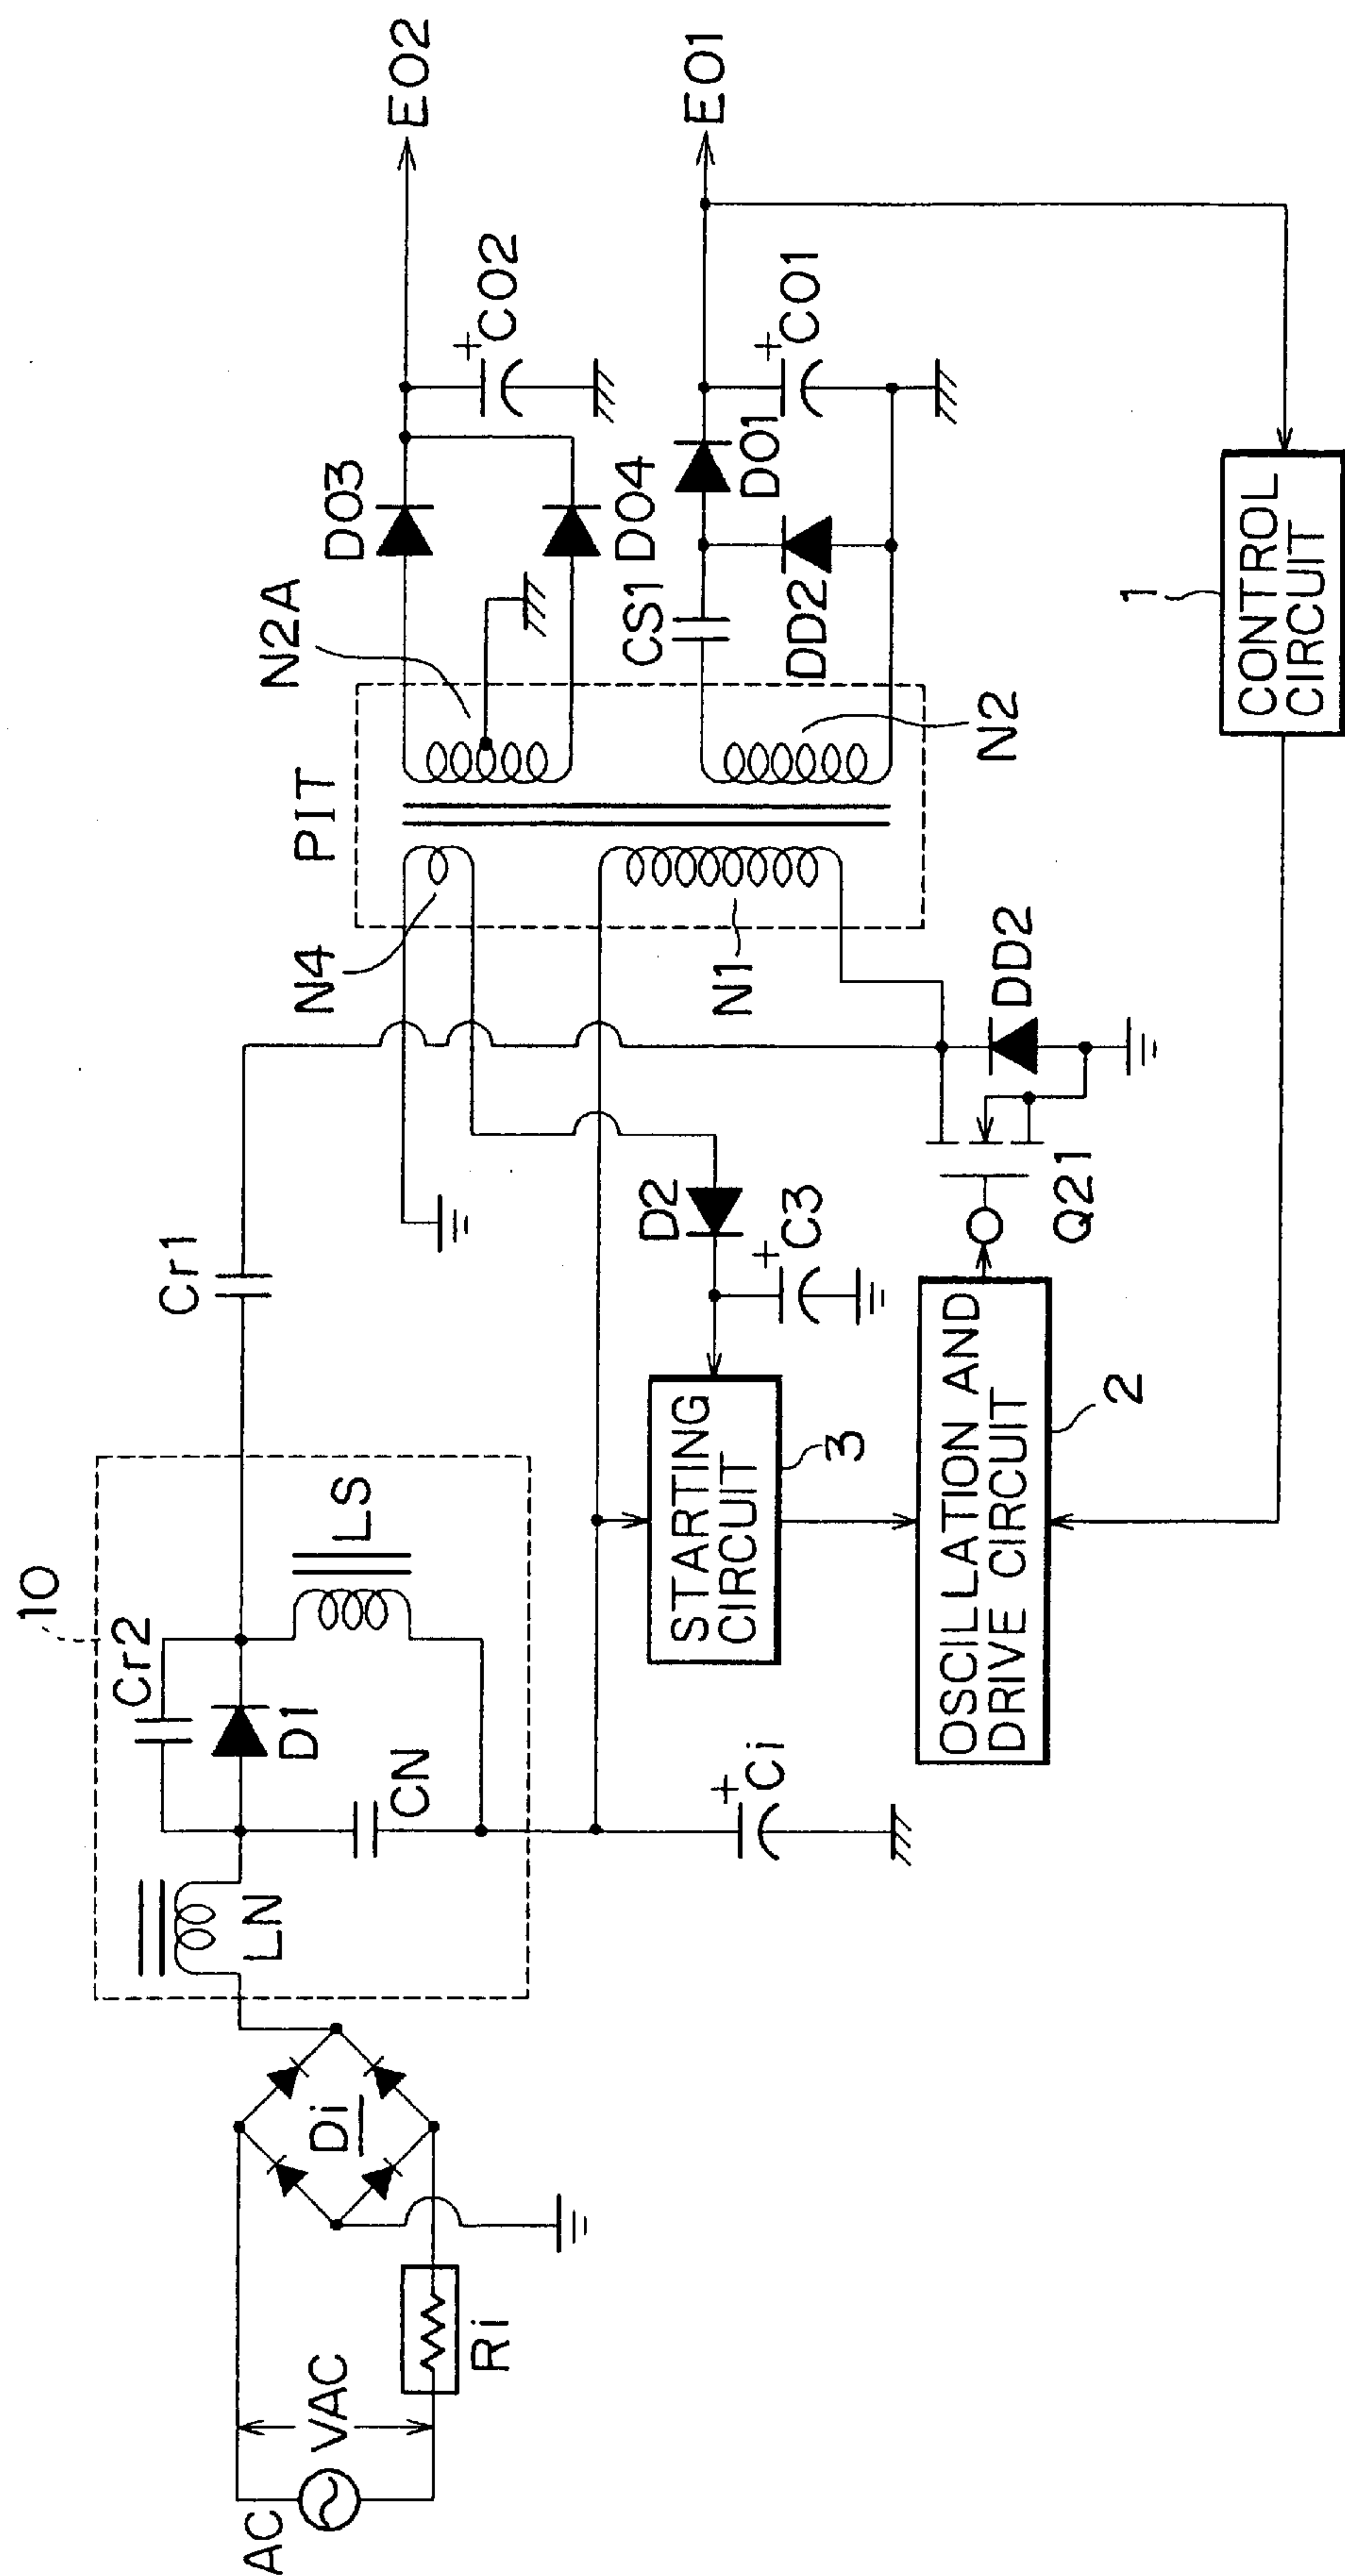 AC
VAC
Ri
Di
10
LN
Cr2
D1
CN
LS
Cr1
Ci
STARTING
CIRCUIT
3
D2
C3
OSCILLATION AND
DRIVE CIRCUIT
2
Q21
DD2
PIT
N4
N1
N2A
N2
DO3
DO4
CO2
EO2
CS1
DD2
DO1
CO1
EO1
CONTROL
CIRCUIT
1